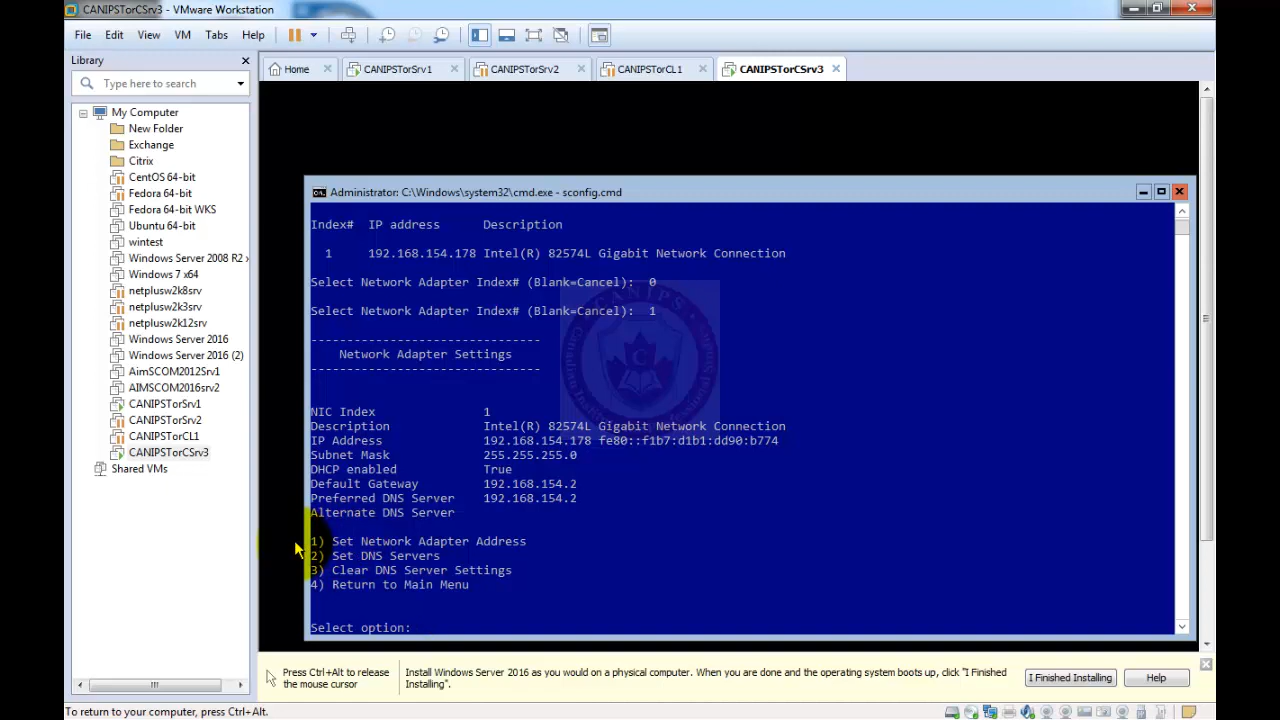 CANIPSTorCSrv3 - VMware Workstation
File Edit View VM Tabs Help
Library
Type here to search
Home CANIPSTorSrv1 CANIPSTorSrv2 CANIPSTorCL1 CANIPSTorCSrv3
My Computer
New Folder
Exchange
Citrix
CentOS 64-bit
Fedora 64-bit
Fedora 64-bit WKS
Ubuntu 64-bit
wintest
Windows Server 2008 R2 x
Windows 7 x64
netplusw2k8srv
netplusw2k3srv
netplusw2k12srv
Windows Server 2016
Windows Server 2016 (2)
AimSCOM2012Srv1
AIMSCOM2016srv2
CANIPSTorSrv1
CANIPSTorSrv2
CANIPSTorCL1
CANIPSTorCSrv3
Shared VMs
Administrator: C:\Windows\system32\cmd.exe - sconfig.cmd
Index# IP address Description
1 192.168.154.178 Intel(R) 82574L Gigabit Network Connection
Select Network Adapter Index# (Blank=Cancel): 0
Select Network Adapter Index# (Blank=Cancel): 1
--------------------------------
Network Adapter Settings
--------------------------------
NIC Index 1
Description Intel(R) 82574L Gigabit Network Connection
IP Address 192.168.154.178 fe80::f1b7:d1b1:dd90:b774
Subnet Mask 255.255.255.0
DHCP enabled True
Default Gateway 192.168.154.2
Preferred DNS Server 192.168.154.2
Alternate DNS Server
1) Set Network Adapter Address
2) Set DNS Servers
3) Clear DNS Server Settings
4) Return to Main Menu
Select option:
Press Ctrl+Alt to release
the mouse cursor
Install Windows Server 2016 as you would on a physical computer. When you are done and the operating system boots up, click "I Finished
Installing".
I Finished Installing
Help
To return to your computer, press Ctrl+Alt.